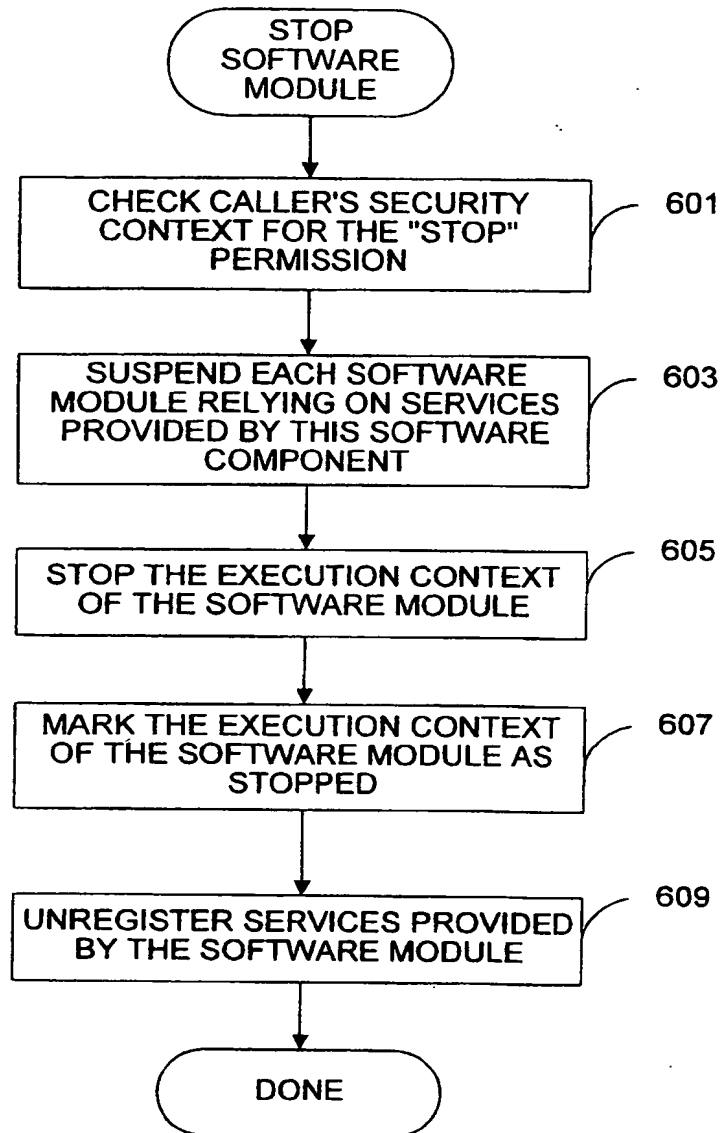 STOP
SOFTWARE
MODULE
CHECK CALLER'S SECURITY
CONTEXT FOR THE "STOP"
PERMISSION
601
SUSPEND EACH SOFTWARE
MODULE RELYING ON SERVICES
PROVIDED BY THIS SOFTWARE
COMPONENT
603
STOP THE EXECUTION CONTEXT
OF THE SOFTWARE MODULE
605
MARK THE EXECUTION CONTEXT
OF THE SOFTWARE MODULE AS
STOPPED
607
UNREGISTER SERVICES PROVIDED
BY THE SOFTWARE MODULE
609
DONE